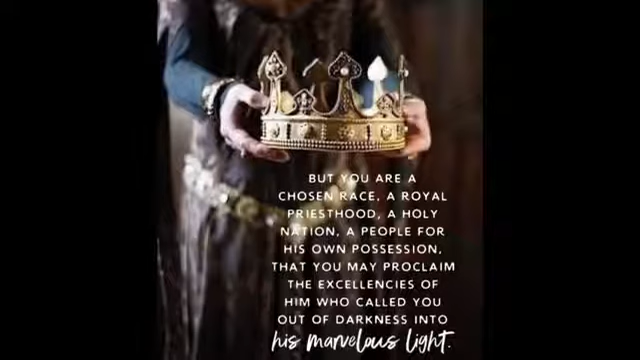 BUT YOU ARE A
CHOSEN RACE, A ROYAL
PRIESTHOOD, A HOLY
NATION, A PEOPLE FOR
HIS OWN POSSESSION,
THAT YOU MAY PROCLAIM
THE EXCELLENCIES OF
HIM WHO CALLED YOU
OUT OF DARKNESS INTO
his marvelous light.